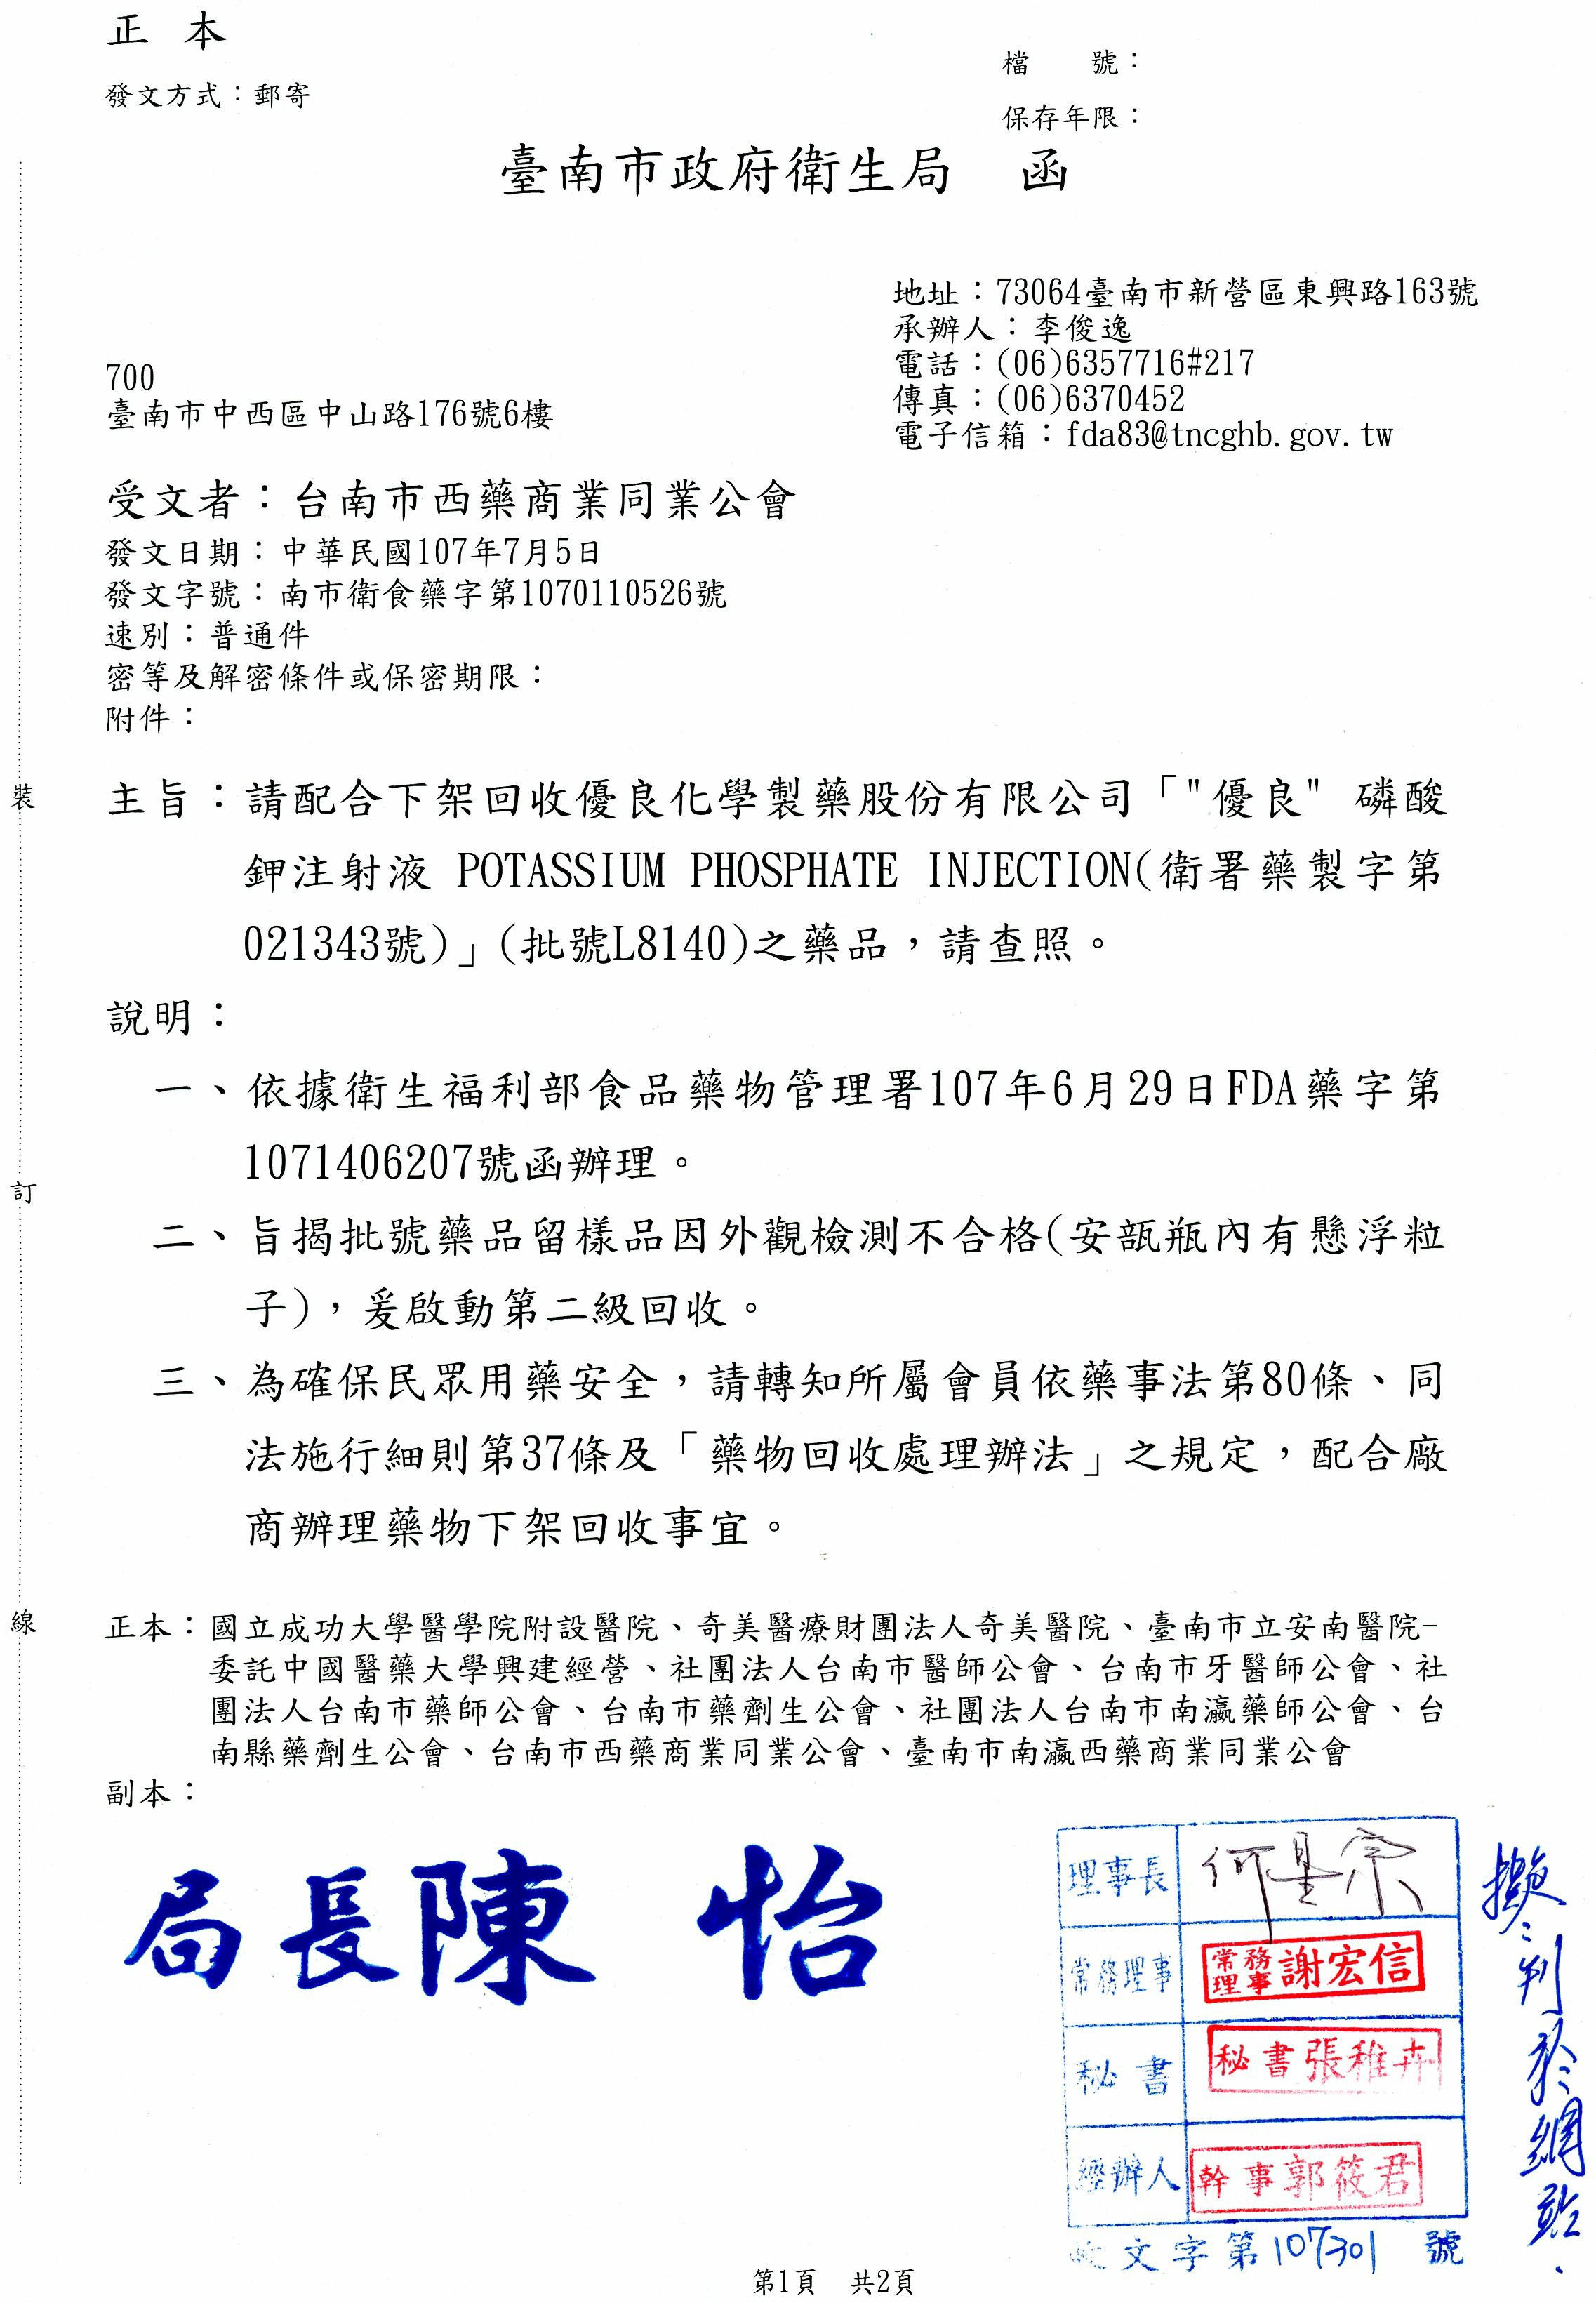 正本
發文方式：郵寄
檔　　號：
保存年限：
臺南市政府衛生局　函
地址：73064臺南市新營區東興路163號
承辦人：李俊逸
電話：(06)6357716#217
傳真：(06)6370452
電子信箱：fda83@tncghb.gov.tw
700
臺南市中西區中山路176號6樓
受文者：台南市西藥商業同業公會
發文日期：中華民國107年7月5日
發文字號：南市衛食藥字第1070110526號
速別：普通件
密等及解密條件或保密期限：
附件：
主旨：請配合下架回收優良化學製藥股份有限公司「"優良" 磷酸
鉀注射液 POTASSIUM PHOSPHATE INJECTION(衛署藥製字第
021343號)」(批號L8140)之藥品，請查照。
說明：
一、依據衛生福利部食品藥物管理署107年6月29日FDA藥字第
1071406207號函辦理。
二、旨揭批號藥品留樣品因外觀檢測不合格(安瓿瓶內有懸浮粒
子)，爰啟動第二級回收。
三、為確保民眾用藥安全，請轉知所屬會員依藥事法第80條、同
法施行細則第37條及「藥物回收處理辦法」之規定，配合廠
商辦理藥物下架回收事宜。
正本：國立成功大學醫學院附設醫院、奇美醫療財團法人奇美醫院、臺南市立安南醫院-
委託中國醫藥大學興建經營、社團法人台南市醫師公會、台南市牙醫師公會、社
團法人台南市藥師公會、台南市藥劑生公會、社團法人台南市南瀛藥師公會、台
南縣藥劑生公會、台南市西藥商業同業公會、臺南市南瀛西藥商業同業公會
副本：
局長陳　怡
理事長
常務理事
常務理事 謝宏信
秘書
秘書張稚卉
經辦人
幹事郭筱君
收文字第107301號
擬：刊於網站.
裝
訂
線
第1頁　共2頁